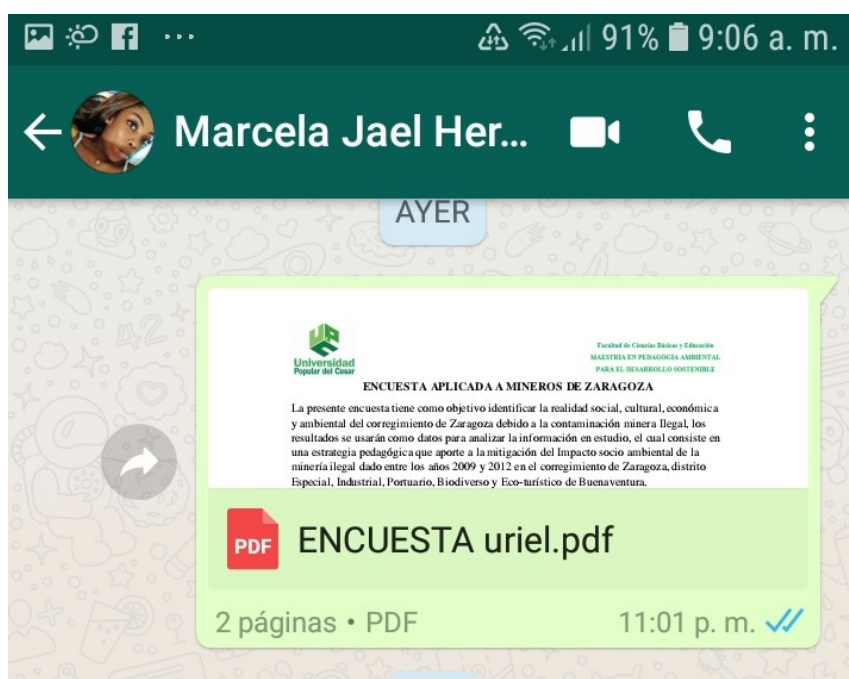 91% 9:06 a. m.
Marcela Jael Her...
AYER
Universidad
Popular del Cesar
Facultad de Ciencias Básicas y Educación
MAESTRIA EN PEDAGOGIA AMBIENTAL
PARA EL DESARROLLO SOSTENIBLE
ENCUESTA APLICADA A MINEROS DE ZARAGOZA
La presente encuesta tiene como objetivo identificar la realidad social, cultural, económica
y ambiental del corregimiento de Zaragoza debido a la contaminación minera Ilegal, los
resultados se usarán como datos para analizar la información en estudio, el cual consiste en
una estrategia pedagógica que aporte a la mitigación del Impacto socio ambiental de la
minería ilegal dado entre los años 2009 y 2012 en el corregimiento de Zaragoza, distrito
Especial, Industrial, Portuario, Biodiverso y Eco-turístico de Buenaventura.
PDF ENCUESTA uriel.pdf
2 páginas • PDF 11:01 p. m.